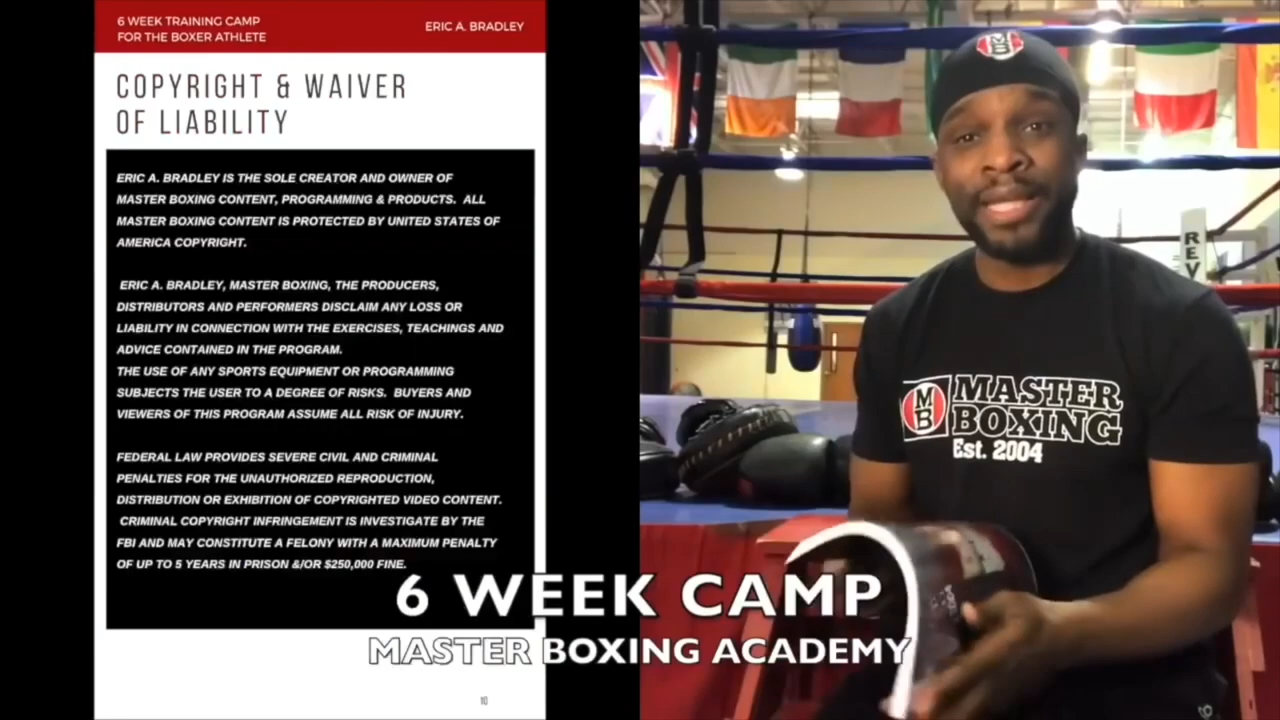 6 WEEK TRAINING CAMP
FOR THE BOXER ATHLETE
ERIC A. BRADLEY
COPYRIGHT & WAIVER
OF LIABILITY
ERIC A. BRADLEY IS THE SOLE CREATOR AND OWNER OF
MASTER BOXING CONTENT, PROGRAMMING & PRODUCTS. ALL
MASTER BOXING CONTENT IS PROTECTED BY UNITED STATES OF
AMERICA COPYRIGHT.
ERIC A. BRADLEY, MASTER BOXING, THE PRODUCERS,
DISTRIBUTORS AND PERFORMERS DISCLAIM ANY LOSS OR
LIABILITY IN CONNECTION WITH THE EXERCISES, TEACHINGS AND
ADVICE CONTAINED IN THE PROGRAM.
THE USE OF ANY SPORTS EQUIPMENT OR PROGRAMMING
SUBJECTS THE USER TO A DEGREE OF RISKS. BUYERS AND
VIEWERS OF THIS PROGRAM ASSUME ALL RISK OF INJURY.
FEDERAL LAW PROVIDES SEVERE CIVIL AND CRIMINAL
PENALTIES FOR THE UNAUTHORIZED REPRODUCTION,
DISTRIBUTION OR EXHIBITION OF COPYRIGHTED VIDEO CONTENT.
CRIMINAL COPYRIGHT INFRINGEMENT IS INVESTIGATE BY THE
FBI AND MAY CONSTITUTE A FELONY WITH A MAXIMUM PENALTY
OF UP TO 5 YEARS IN PRISON &/OR $250,000 FINE.
10
MB
REV
MB
MASTER
BOXING
Est. 2004
6 WEEK CAMP
MASTER BOXING ACADEMY